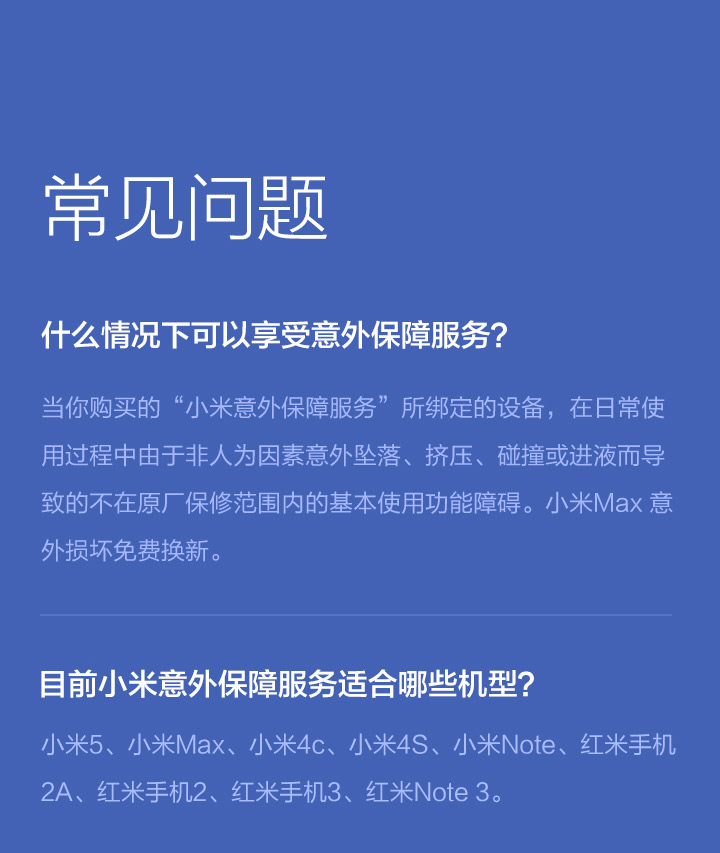 常见问题
什么情况下可以享受意外保障服务?
当你购买的“小米意外保障服务”所绑定的设备，在日常使
用过程中由于非人为因素意外坠落、挤压、碰撞或进液而导
致的不在原厂保修范围内的基本使用功能障碍。小米Max 意
外损坏免费换新。
目前小米意外保障服务适合哪些机型?
小米5、小米Max、小米4c、小米4S、小米Note、红米手机
2A、红米手机2、红米手机3、红米Note 3。